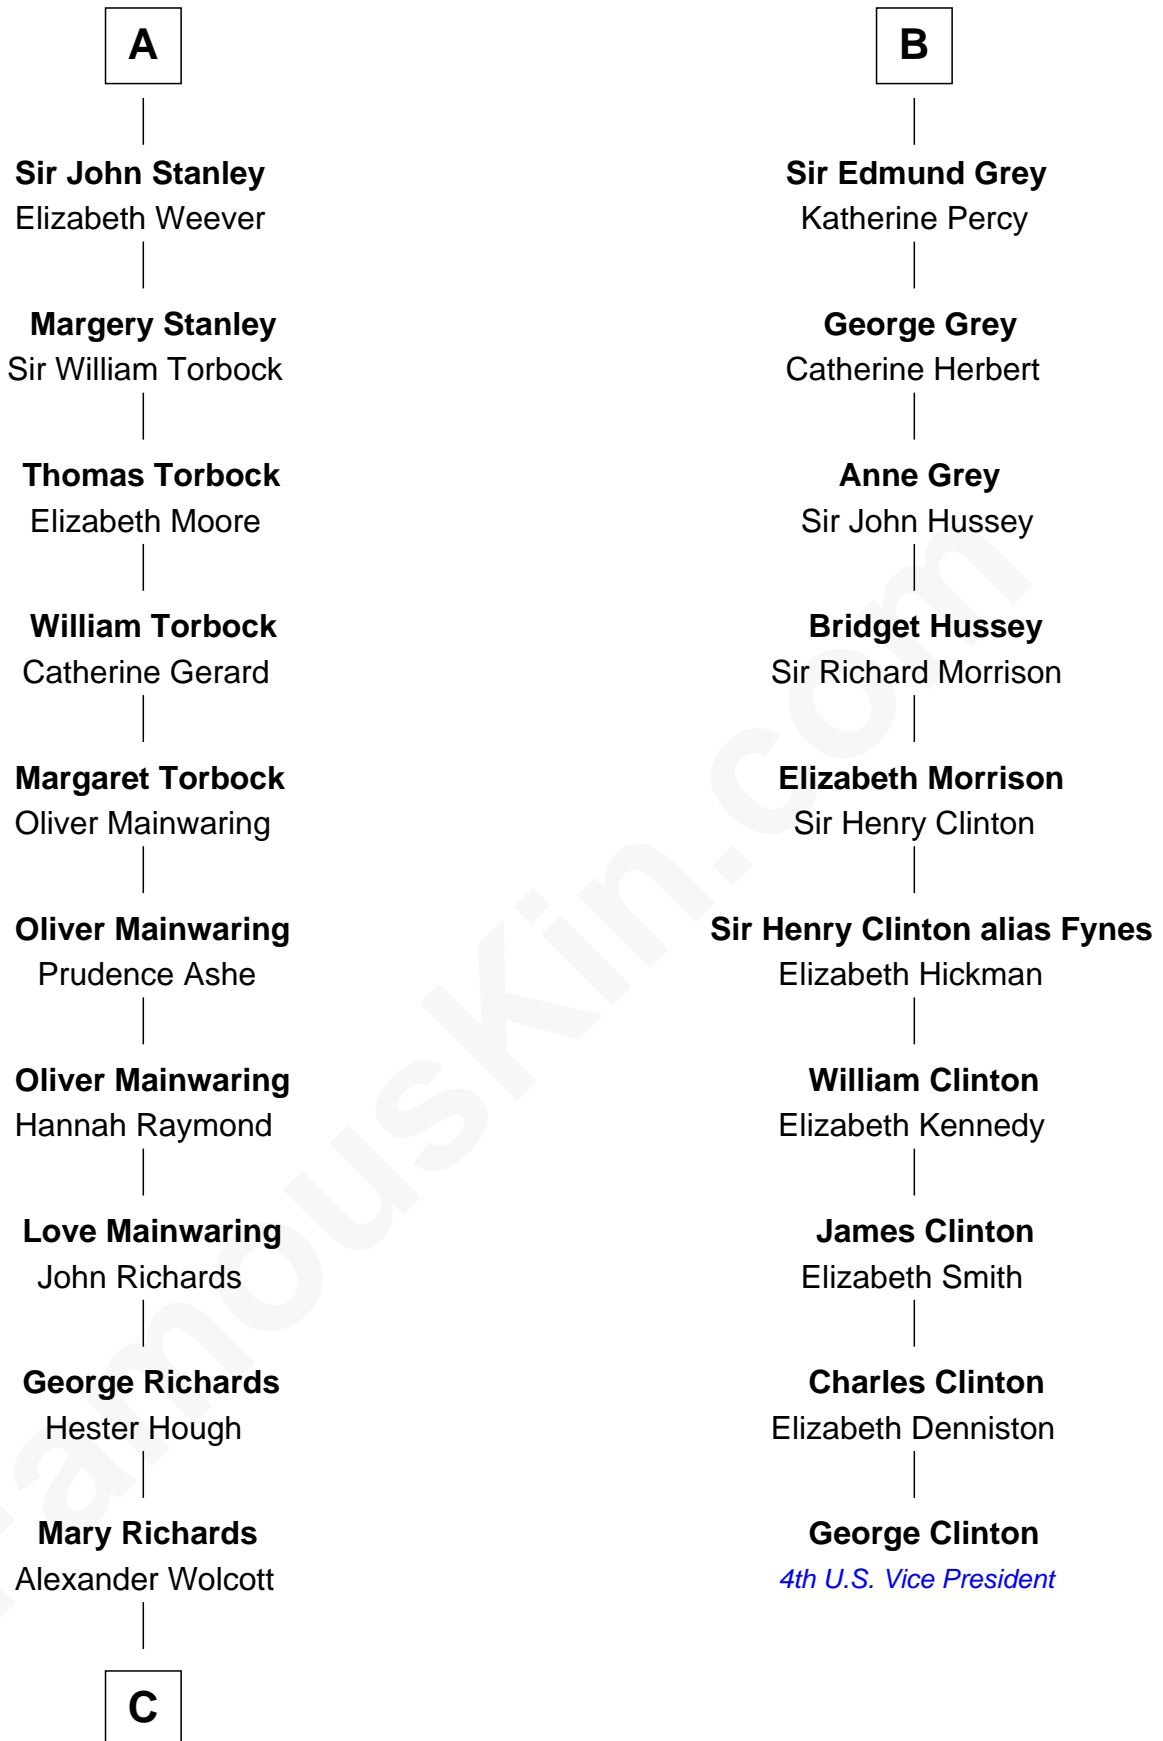 A
Sir John Stanley
Elizabeth Weever
Margery Stanley
Sir William Torbock
Thomas Torbock
Elizabeth Moore
William Torbock
Catherine Gerard
Margaret Torbock
Oliver Mainwaring
Oliver Mainwaring
Prudence Ashe
Oliver Mainwaring
Hannah Raymond
Love Mainwaring
John Richards
George Richards
Hester Hough
Mary Richards
Alexander Wolcott
C
B
Sir Edmund Grey
Katherine Percy
George Grey
Catherine Herbert
Anne Grey
Sir John Hussey
Bridget Hussey
Sir Richard Morrison
Elizabeth Morrison
Sir Henry Clinton
Sir Henry Clinton alias Fynes
Elizabeth Hickman
William Clinton
Elizabeth Kennedy
James Clinton
Elizabeth Smith
Charles Clinton
Elizabeth Denniston
George Clinton
4th U.S. Vice President
FamousKin.com